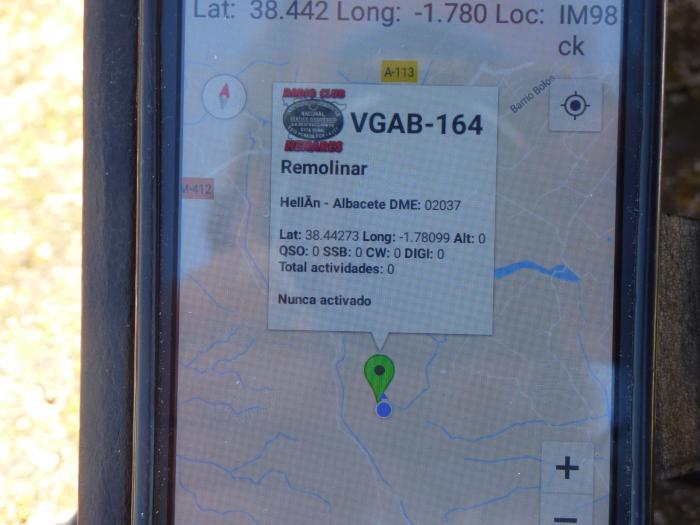 Lat: 38.442 Long: -1.780 Loc: IM98
ck
A-113
Barrio Bolos
RADIO CLUB
HENARES
VGAB-164
M-412
Remolinar
HellÃn - Albacete DME: 02037
Lat: 38.44273 Long: -1.78099 Alt: 0
QSO: 0 SSB: 0 CW: 0 DIGI: 0
Total actividades: 0
Nunca activado
+
−